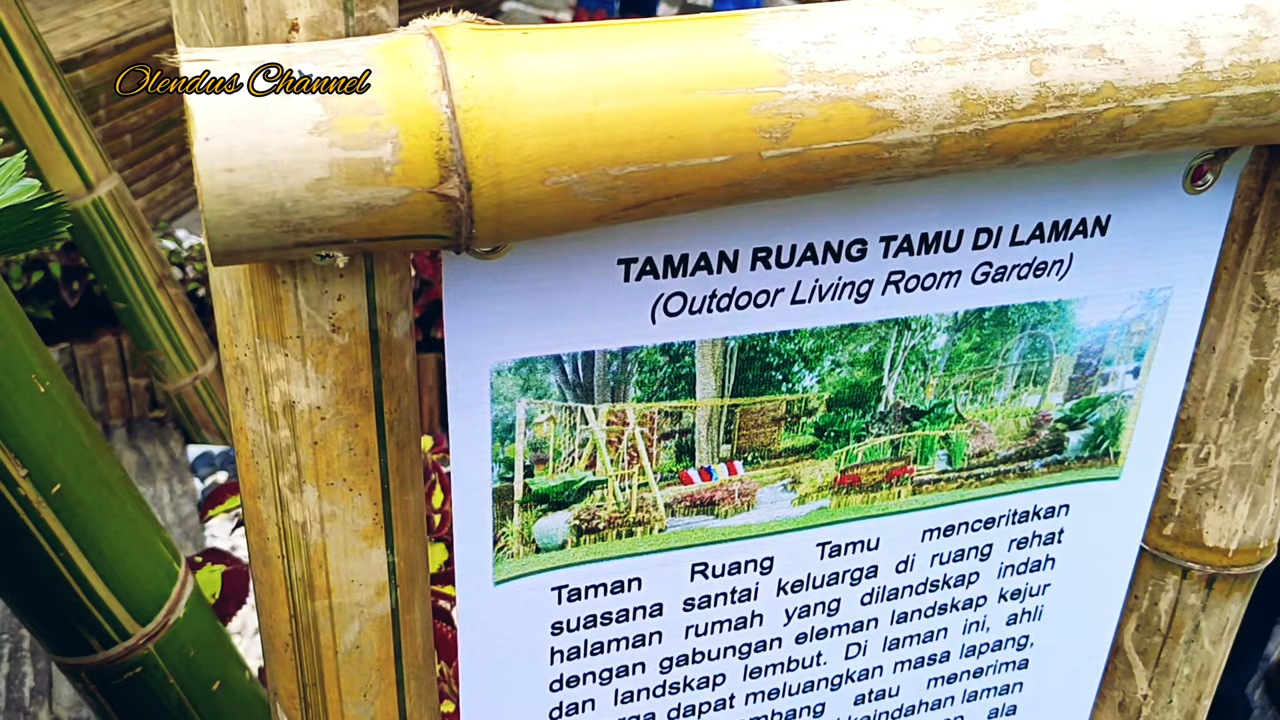 Olendus Channel
TAMAN RUANG TAMU DI LAMAN
(Outdoor Living Room Garden)
Taman Ruang Tamu menceritakan
suasana santai keluarga di ruang rehat
halaman rumah yang dilandskap indah
dengan gabungan eleman landskap kejur
dan landskap lembut. Di laman ini, ahli
dapat meluangkan masa lapang,
atau menerima
keindahan laman
ala